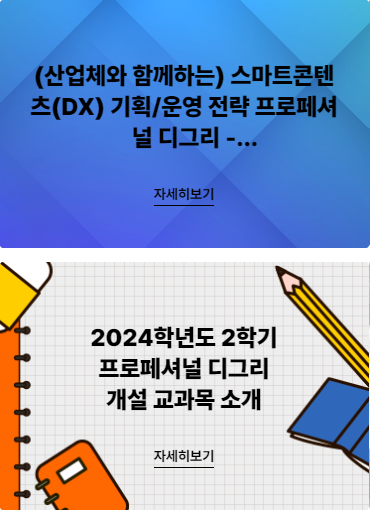 (산업체와 함께하는) 스마트콘텐
츠(DX) 기획/운영 전략 프로페셔
널 디그리 -...
자세히보기
2024학년도 2학기
프로페셔널 디그리
개설 교과목 소개
자세히보기